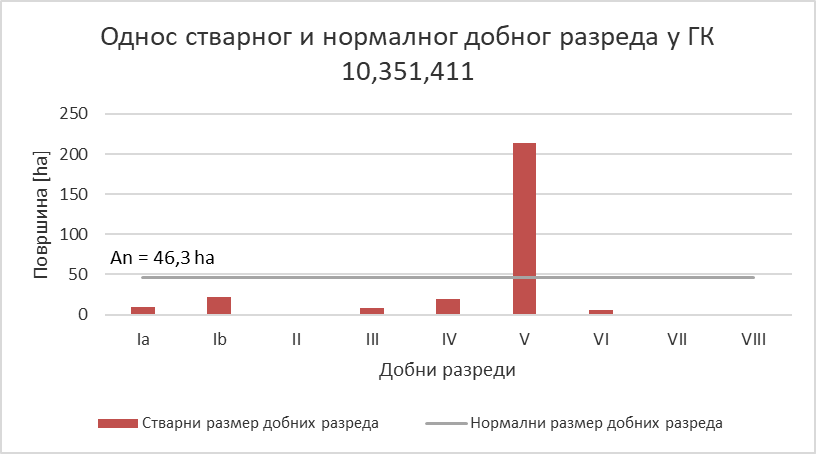 Однос стварног и нормалног добног разреда у ГК
10,351,411
Површина [ha]
250
200
150
100
50
0
An = 46,3 ha
Ia Ib II III IV V VI VII VIII
Добни разреди
Стварни размер добних разреда Нормални размер добних разреда